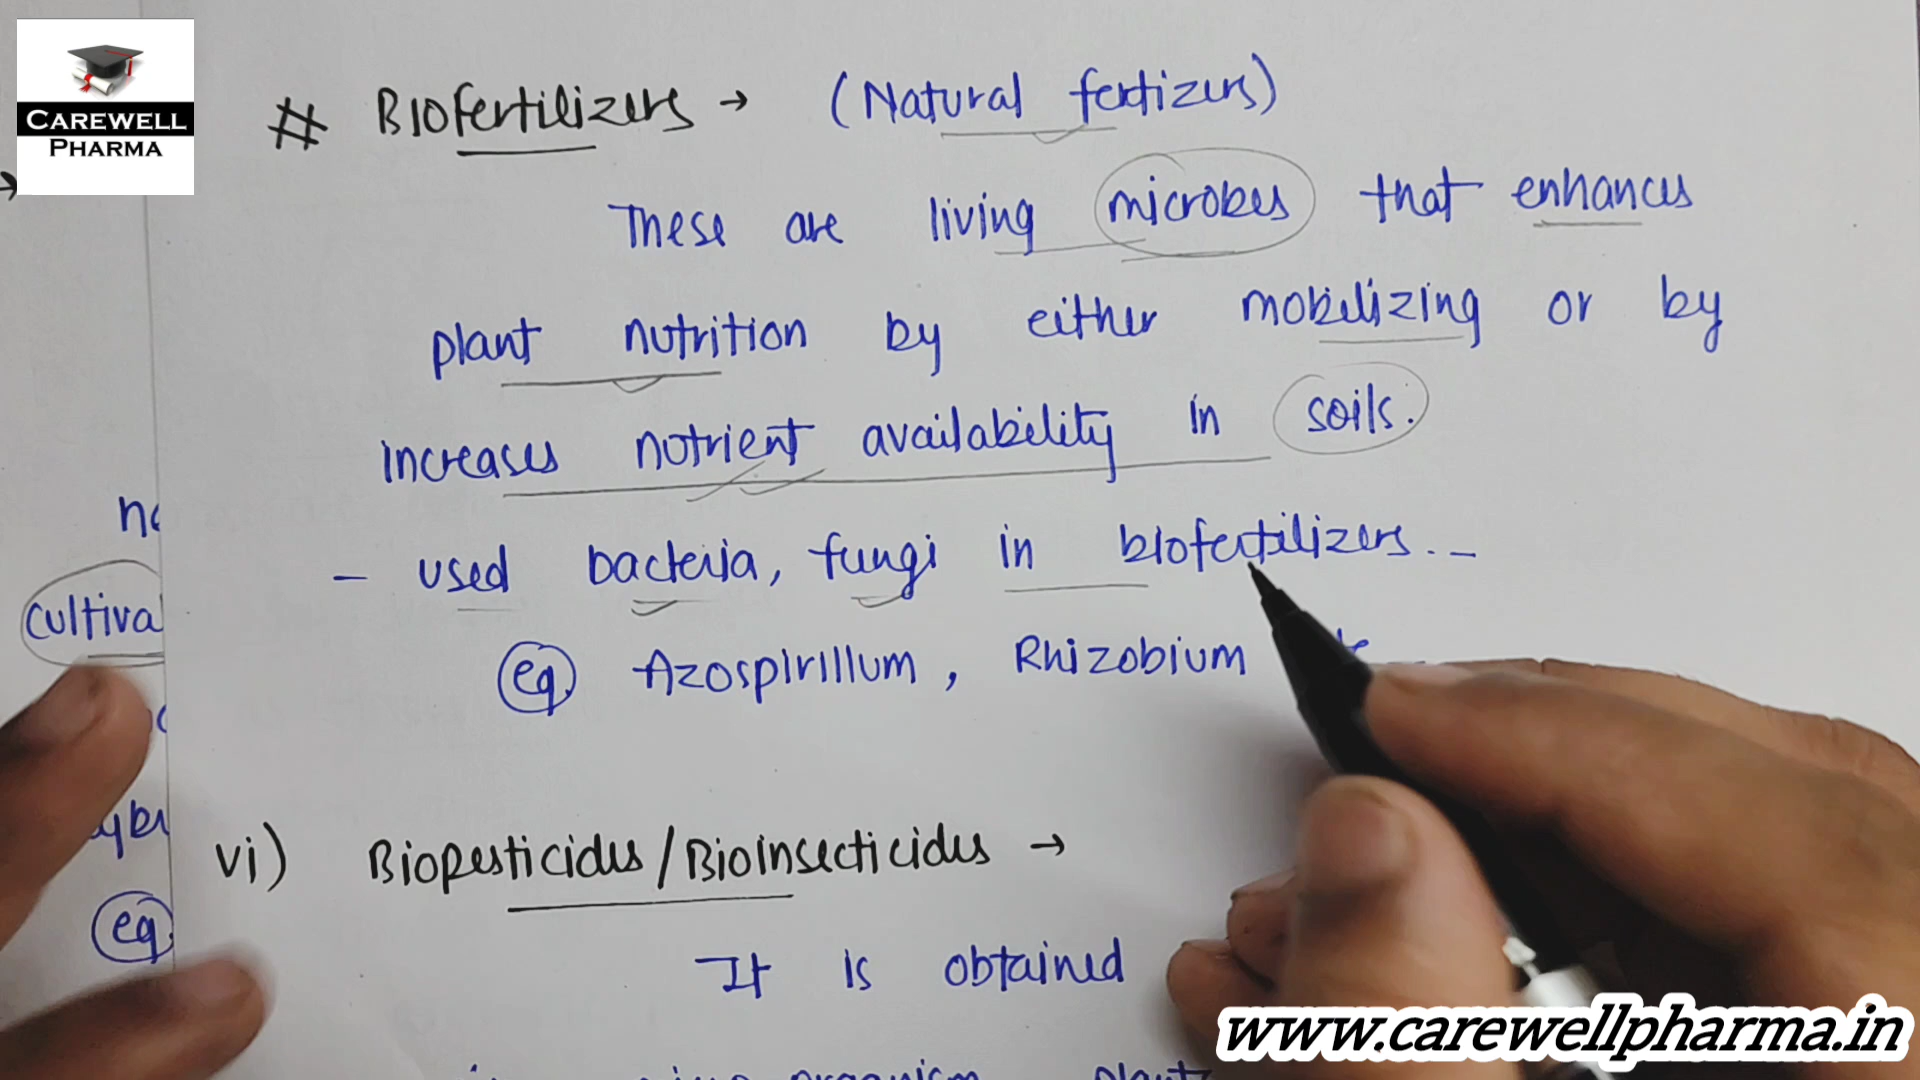 CAREWELL
PHARMA
# Biofertilizers → (Natural fertizers)
These are living microbes that enhances
plant nutrition by either mobilizing or by
increases nutrient availability in soils.
- used bacteria, fungi in biofertilizers. -
eg. Azospirillum, Rhizobium
vi) Biopesticides/Bioinsecticides →
It is obtained
organism plant
cultiva
eg.
www.carewellpharma.in